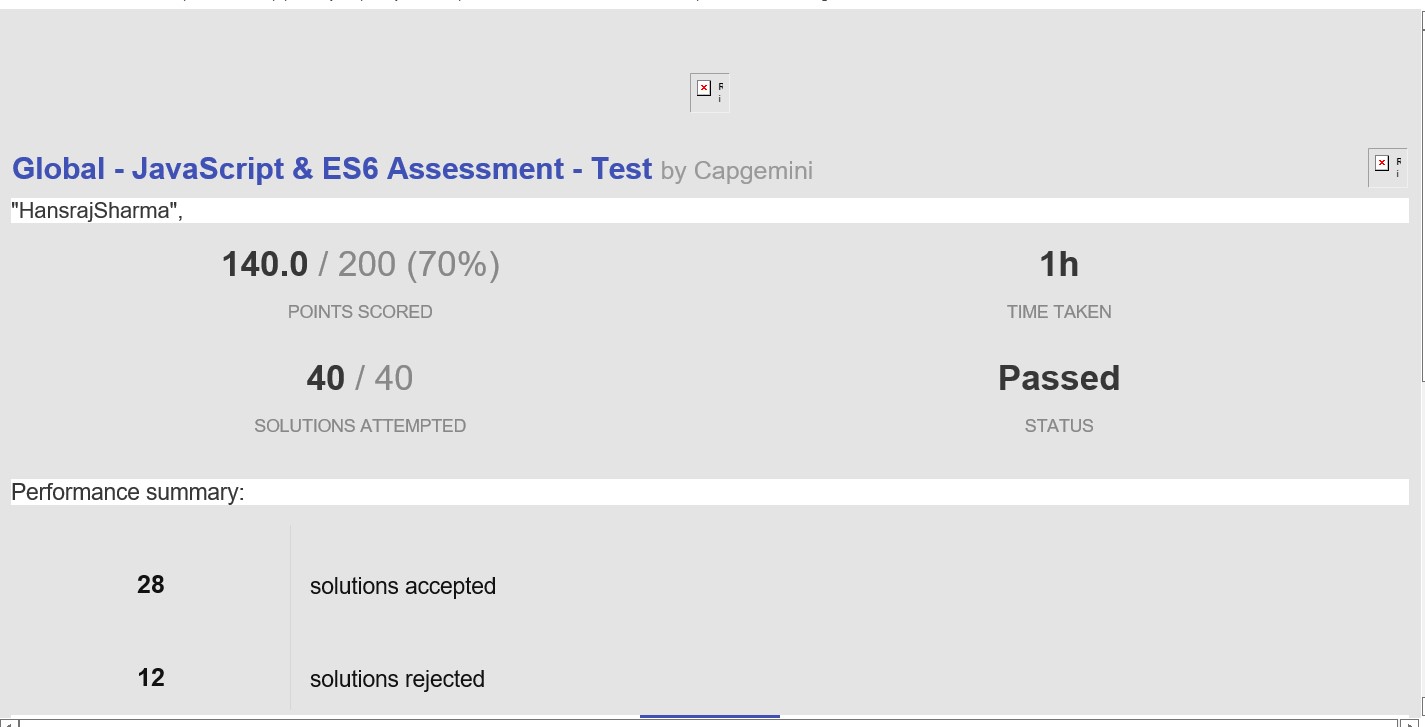 Global - JavaScript & ES6 Assessment - Test by Capgemini
"HansrajSharma",
140.0 / 200 (70%)
POINTS SCORED
1h
TIME TAKEN
40 / 40
SOLUTIONS ATTEMPTED
Passed
STATUS
Performance summary:
28 solutions accepted
12 solutions rejected